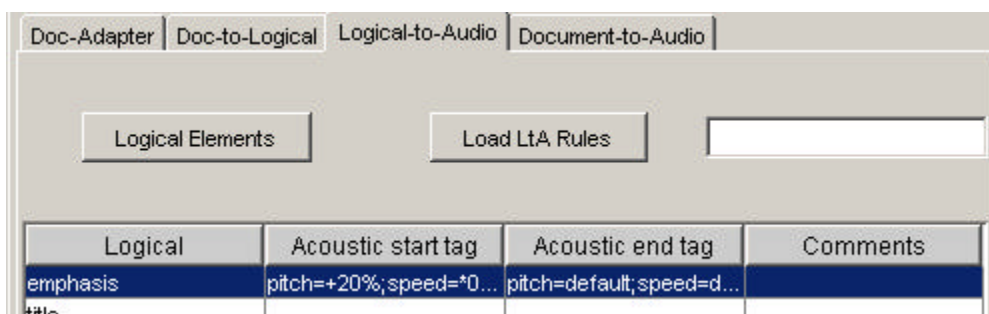 Doc-Adapter Doc-to-Logical Logical-to-Audio Document-to-Audio
Logical Elements Load LtA Rules
Logical Acoustic start tag Acoustic end tag Comments
emphasis pitch=+20%;speed=*0... pitch=default;speed=d...
title